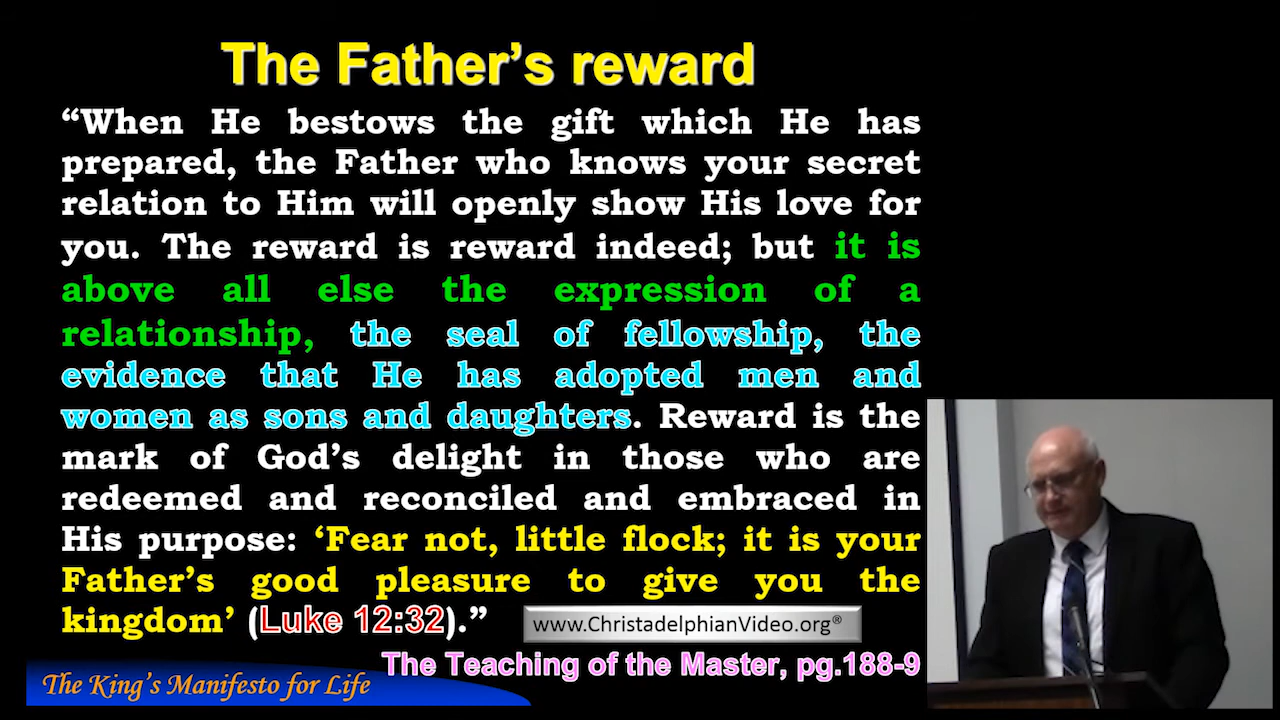 The Father's reward
“When He bestows the gift which He has
prepared, the Father who knows your secret
relation to Him will openly show His love for
you. The reward is reward indeed; but it is
above all else the expression of a
relationship, the seal of fellowship, the
evidence that He has adopted men and
women as sons and daughters. Reward is the
mark of God’s delight in those who are
redeemed and reconciled and embraced in
His purpose: ‘Fear not, little flock; it is your
Father’s good pleasure to give you the
kingdom’ (Luke 12:32).”
www.ChristadelphianVideo.org®
The Teaching of the Master, pg.188-9
The King's Manifesto for Life